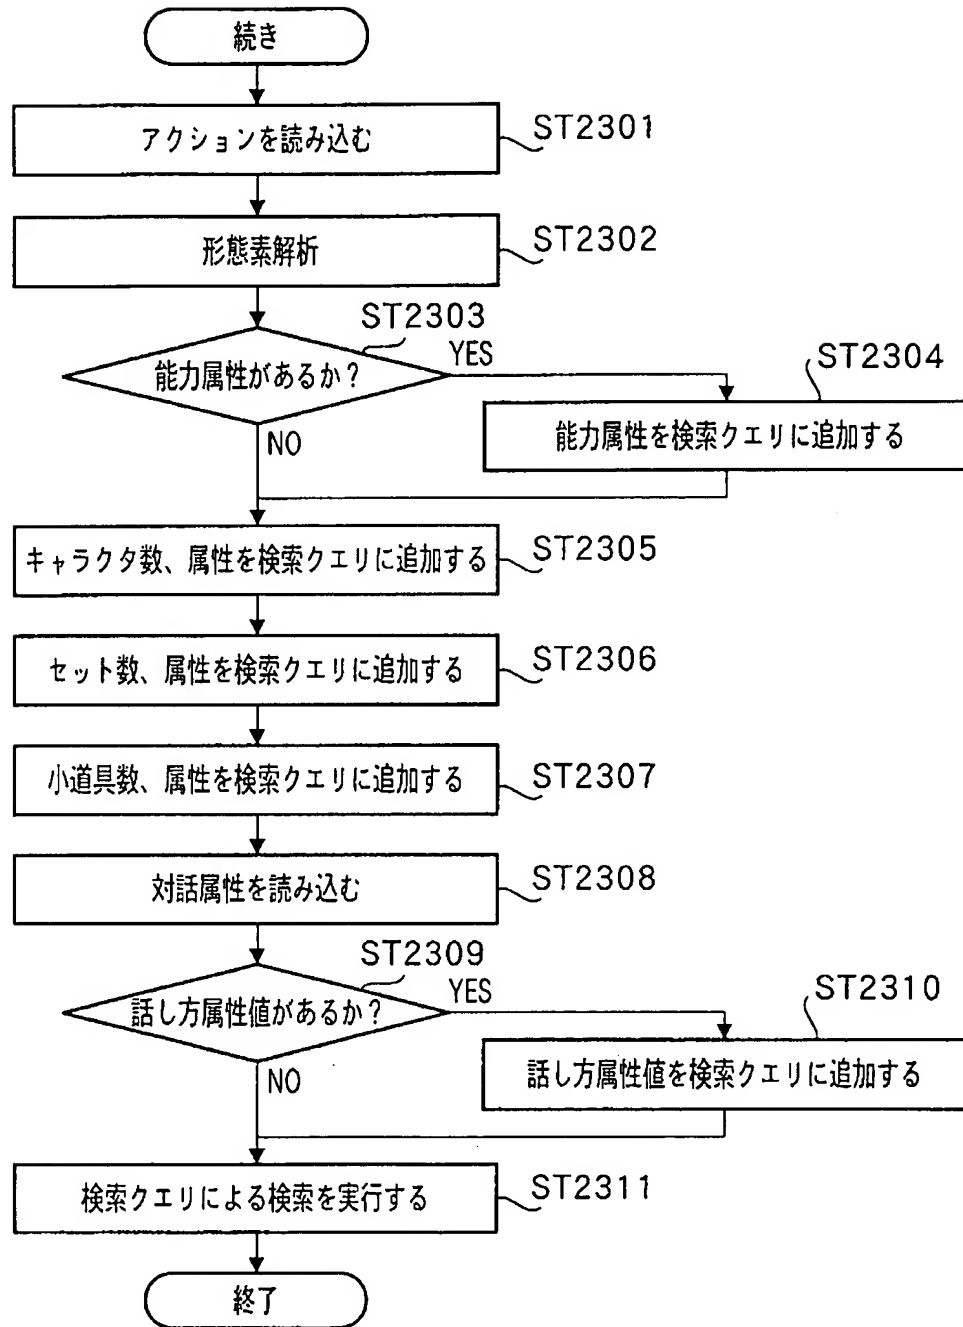 続き
アクションを読み込む
ST2301
形態素解析
ST2302
ST2303
能力属性があるか?
YES
NO
ST2304
能力属性を検索クエリに追加する
キャラクタ数、属性を検索クエリに追加する
ST2305
セット数、属性を検索クエリに追加する
ST2306
小道具数、属性を検索クエリに追加する
ST2307
対話属性を読み込む
ST2308
ST2309
話し方属性値があるか?
YES
NO
ST2310
話し方属性値を検索クエリに追加する
検索クエリによる検索を実行する
ST2311
終了